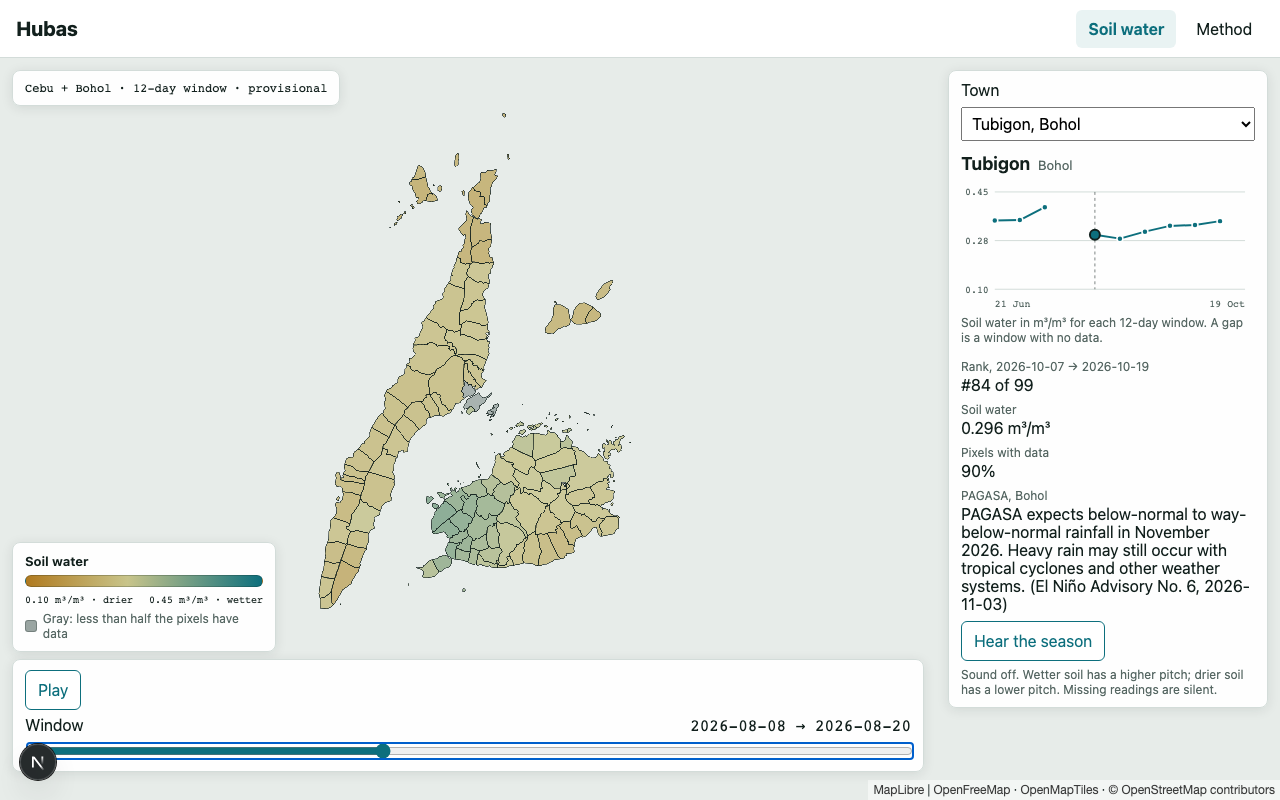 Hubas
Soil water
Method
Cebu + Bohol · 12-day window · provisional
Town
Tubigon, Bohol
Tubigon Bohol
0.45
0.28
0.10
21 Jun
19 Oct
Soil water in m³/m³ for each 12-day window. A gap
is a window with no data.
Rank, 2026-10-07 → 2026-10-19
#84 of 99
Soil water
0.296 m³/m³
Pixels with data
90%
PAGASA, Bohol
PAGASA expects below-normal to way-
below-normal rainfall in November
2026. Heavy rain may still occur with
tropical cyclones and other weather
systems. (El Niño Advisory No. 6, 2026-
11-03)
Hear the season
Sound off. Wetter soil has a higher pitch; drier soil
has a lower pitch. Missing readings are silent.
Soil water
0.10 m³/m³ · drier
0.45 m³/m³ · wetter
Gray: less than half the pixels have
data
Play
Window
2026-08-08 → 2026-08-20
N
MapLibre | OpenFreeMap · OpenMapTiles · © OpenStreetMap contributors